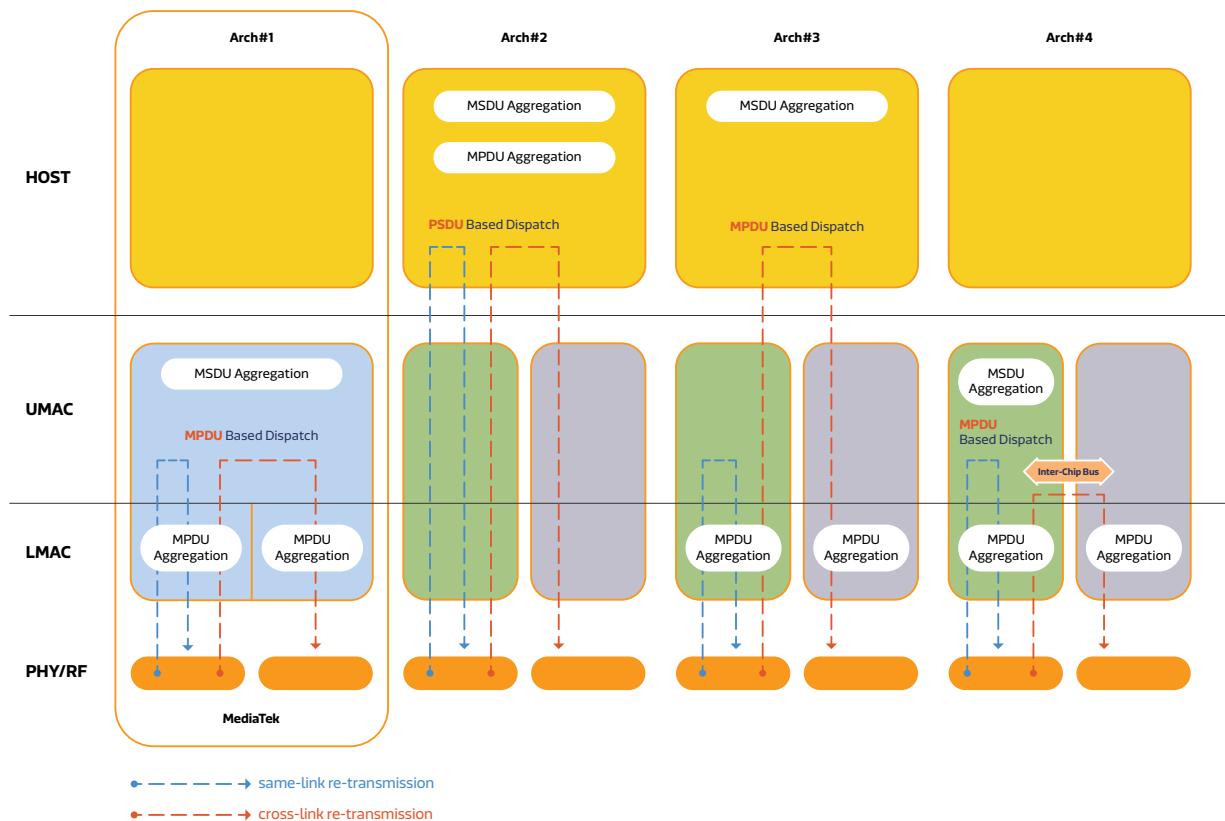 Arch#1
Arch#2
Arch#3
Arch#4
HOST
MSDU Aggregation
MPDU Aggregation
PSDU Based Dispatch
MSDU Aggregation
MPDU Based Dispatch
UMAC
MSDU Aggregation
MPDU Based Dispatch
MSDU
Aggregation
MPDU
Based Dispatch
Inter-Chip Bus
LMAC
MPDU
Aggregation
MPDU
Aggregation
MPDU
Aggregation
MPDU
Aggregation
MPDU
Aggregation
MPDU
Aggregation
PHY/RF
MediaTek
same-link re-transmission
cross-link re-transmission